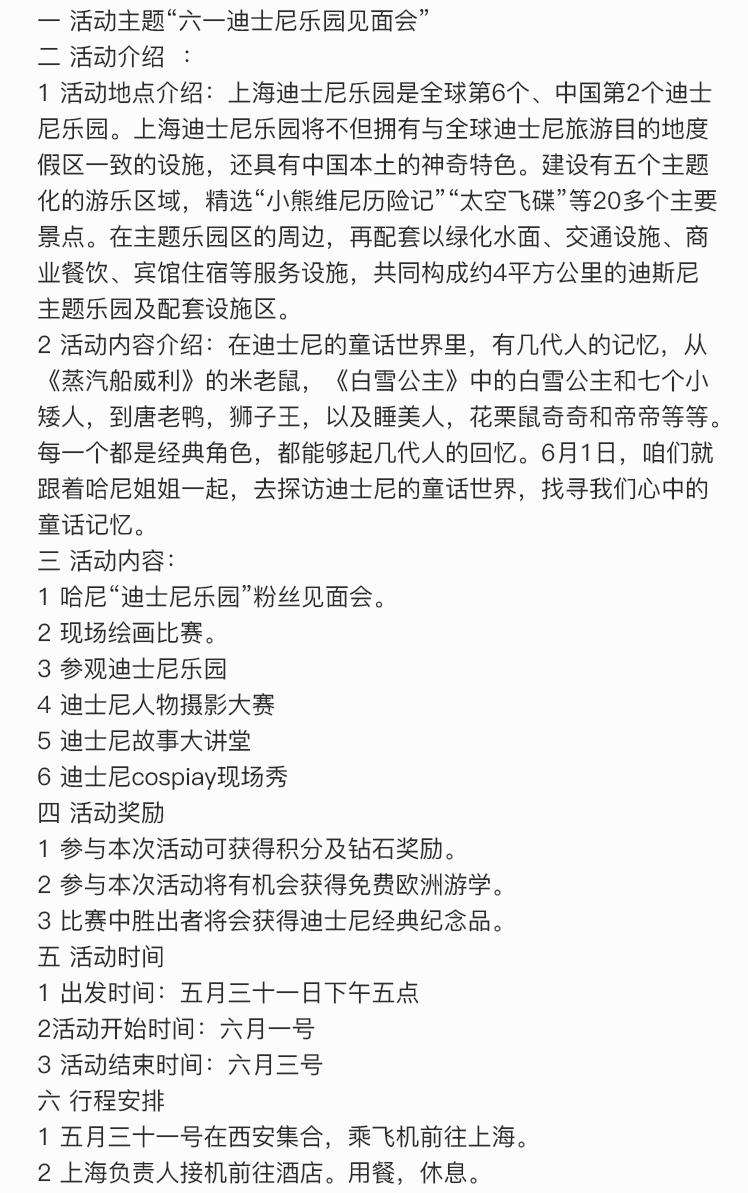 一 活动主题“六一迪士尼乐园见面会”
二 活动介绍 ：
1 活动地点介绍：上海迪士尼乐园是全球第6个、中国第2个迪士
尼乐园。上海迪士尼乐园将不但拥有与全球迪士尼旅游目的地度
假区一致的设施，还具有中国本土的神奇特色。建设有五个主题
化的游乐区域，精选“小熊维尼历险记”“太空飞碟”等20多个主要
景点。在主题乐园区的周边，再配套以绿化水面、交通设施、商
业餐饮、宾馆住宿等服务设施，共同构成约4平方公里的迪斯尼
主题乐园及配套设施区。
2 活动内容介绍：在迪士尼的童话世界里，有几代人的记忆，从
《蒸汽船威利》的米老鼠，《白雪公主》中的白雪公主和七个小
矮人，到唐老鸭，狮子王，以及睡美人，花栗鼠奇奇和帝帝等等。
每一个都是经典角色，都能够起几代人的回忆。6月1日，咱们就
跟着哈尼姐姐一起，去探访迪士尼的童话世界，找寻我们心中的
童话记忆。
三 活动内容：
1 哈尼“迪士尼乐园”粉丝见面会。
2 现场绘画比赛。
3 参观迪士尼乐园
4 迪士尼人物摄影大赛
5 迪士尼故事大讲堂
6 迪士尼cospiay现场秀
四 活动奖励
1 参与本次活动可获得积分及钻石奖励。
2 参与本次活动将有机会获得免费欧洲游学。
3 比赛中胜出者将会获得迪士尼经典纪念品。
五 活动时间
1 出发时间：五月三十一日下午五点
2活动开始时间：六月一号
3 活动结束时间：六月三号
六 行程安排
1 五月三十一号在西安集合，乘飞机前往上海。
2 上海负责人接机前往酒店。用餐，休息。